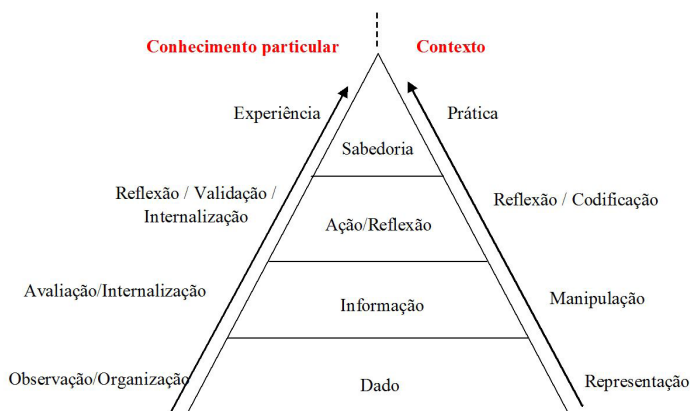 Conhecimento particular
Contexto
Experiência
Prática
Sabedoria
Reflexão / Validação /
Internalização
Reflexão / Codificação
Ação/Reflexão
Avaliação/Internalização
Informação
Manipulação
Observação/Organização
Dado
Representação